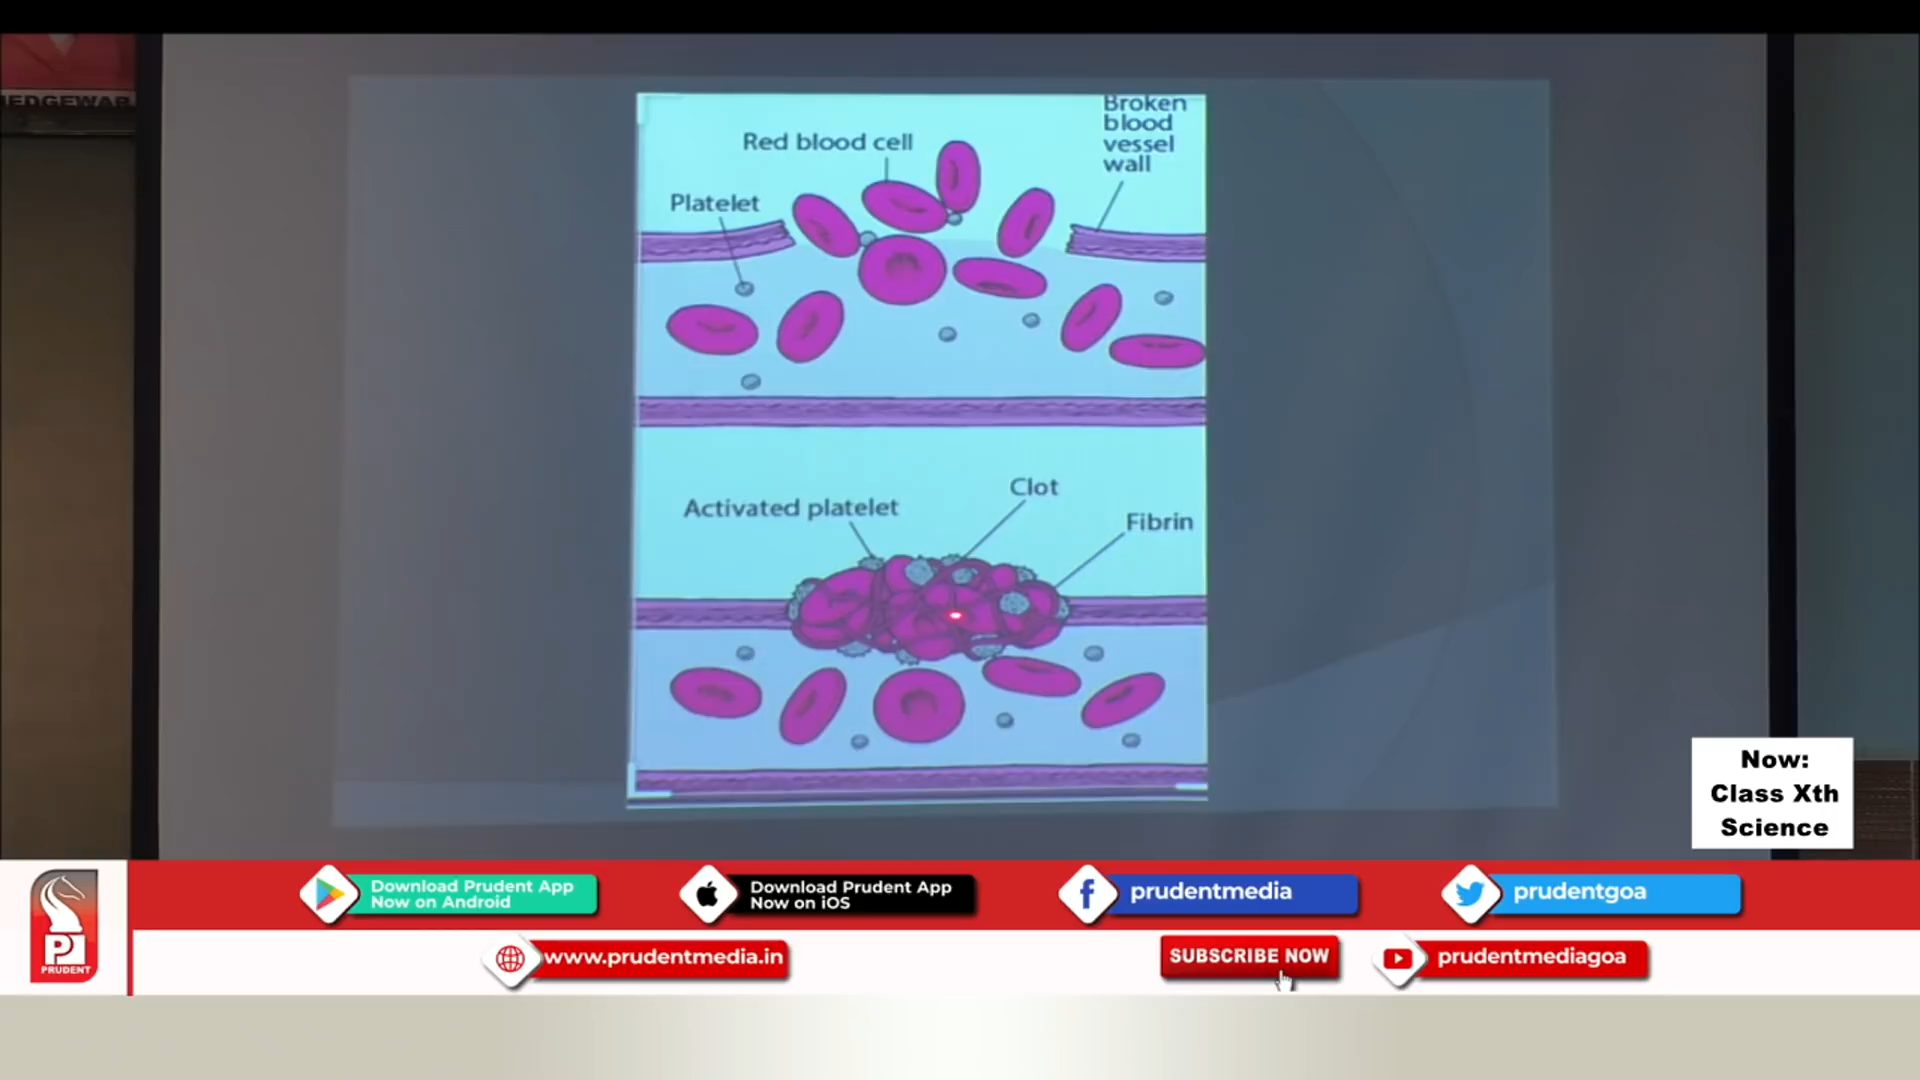 Broken
blood
vessel
wall
Red blood cell
Platelet
Clot
Activated platelet
Fibrin
Now:
Class Xth
Science
Download Prudent App
Now on Android
Download Prudent App
Now on iOS
prudentmedia
prudentgoa
PRUDENT
www.prudentmedia.in
SUBSCRIBE NOW
prudentmediagoa